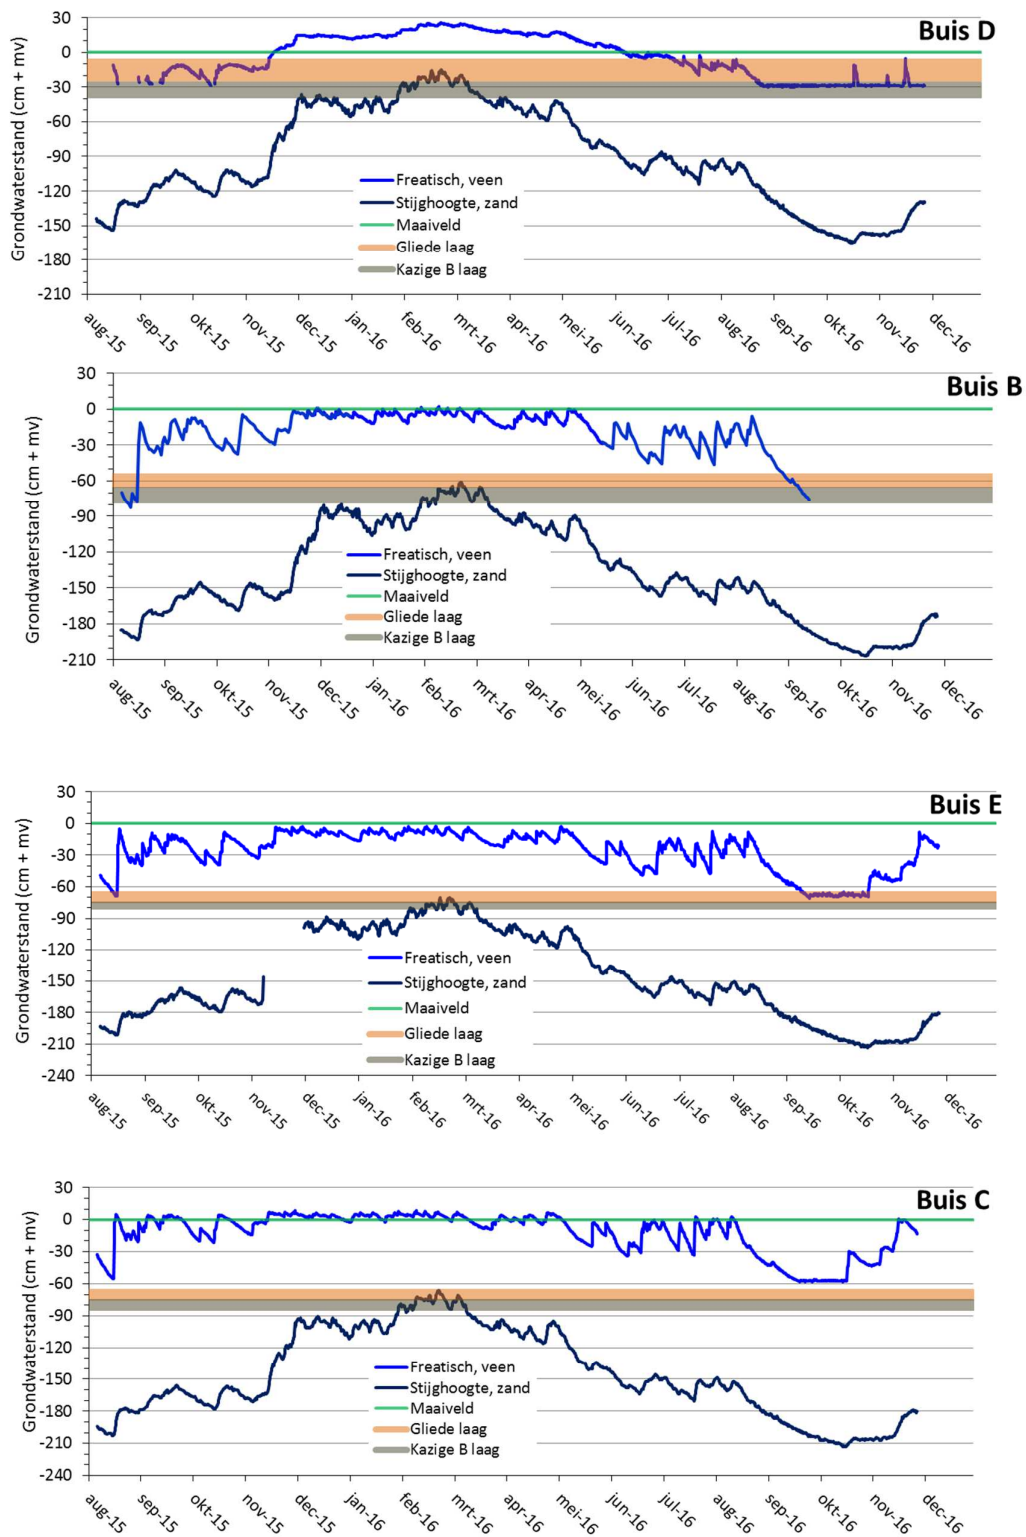 Buis D
Grondwaterstand (cm + mv)
30
0
-30
-60
-90
-120
-150
-180
-210
Freatisch, veen
Stijghoogte, zand
Maaiveld
Gliede laag
Kazige B laag
aug-15 sep-15 okt-15 nov-15 dec-15 jan-16 feb-16 mrt-16 apr-16 mei-16 jun-16 jul-16 aug-16 sep-16 okt-16 nov-16 dec-16
Buis B
Grondwaterstand (cm + mv)
30
0
-30
-60
-90
-120
-150
-180
-210
Freatisch, veen
Stijghoogte, zand
Maaiveld
Gliede laag
Kazige B laag
aug-15 sep-15 okt-15 nov-15 dec-15 jan-16 feb-16 mrt-16 apr-16 mei-16 jun-16 jul-16 aug-16 sep-16 okt-16 nov-16 dec-16
Buis E
Grondwaterstand (cm + mv)
30
0
-30
-60
-90
-120
-150
-180
-210
-240
Freatisch, veen
Stijghoogte, zand
Maaiveld
Gliede laag
Kazige B laag
aug-15 sep-15 okt-15 nov-15 dec-15 jan-16 feb-16 mrt-16 apr-16 mei-16 jun-16 jul-16 aug-16 sep-16 okt-16 nov-16 dec-16
Buis C
Grondwaterstand (cm + mv)
30
0
-30
-60
-90
-120
-150
-180
-210
-240
Freatisch, veen
Stijghoogte, zand
Maaiveld
Gliede laag
Kazige B laag
aug-15 sep-15 okt-15 nov-15 dec-15 jan-16 feb-16 mrt-16 apr-16 mei-16 jun-16 jul-16 aug-16 sep-16 okt-16 nov-16 dec-16